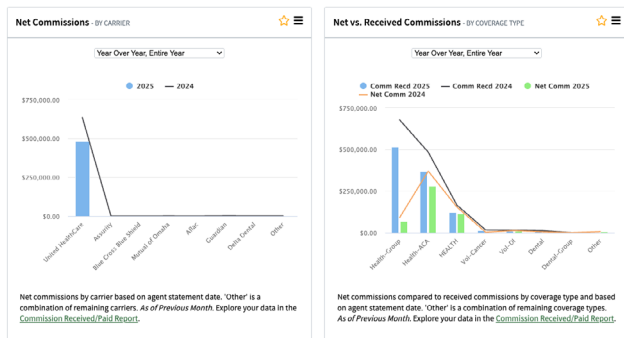 Net Commissions - BY CARRIER
Year Over Year, Entire Year
2025 2024
$750,000.00
$500,000.00
$250,000.00
$0.00
United HealthCare
Assurity
Blue Cross Blue Shield
Mutual of Omaha
Aflac
Guardian
Delta Dental
Other
Net commissions by carrier based on agent statement date. 'Other' is a
combination of remaining carriers. As of Previous Month. Explore your data in the
Commission Received/Paid Report.
Net vs. Received Commissions - BY COVERAGE TYPE
Year Over Year, Entire Year
Comm Recd 2025 Comm Recd 2024 Net Comm 2025
Net Comm 2024
$750,000.00
$500,000.00
$250,000.00
$0.00
Health-Group
Health-ACA
HEALTH
Vol-Cancer
Vol-DI
Dental
Dental-Group
Other
Net commissions compared to received commissions by coverage type and based
on agent statement date. 'Other' is a combination of remaining coverage types.
As of Previous Month. Explore your data in the Commission Received/Paid Report.